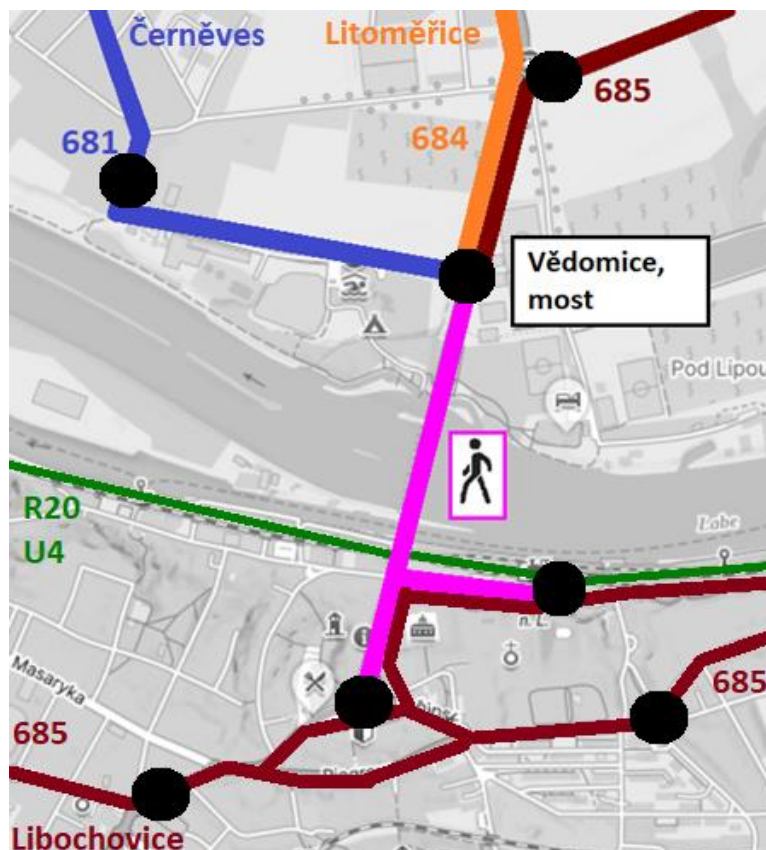 Černěves
Litoměřice
681
684
685
Vědomice,
most
Pod Lipou
R20
U4
Labe
n. L.
Masaryka
685
685
Libochovice